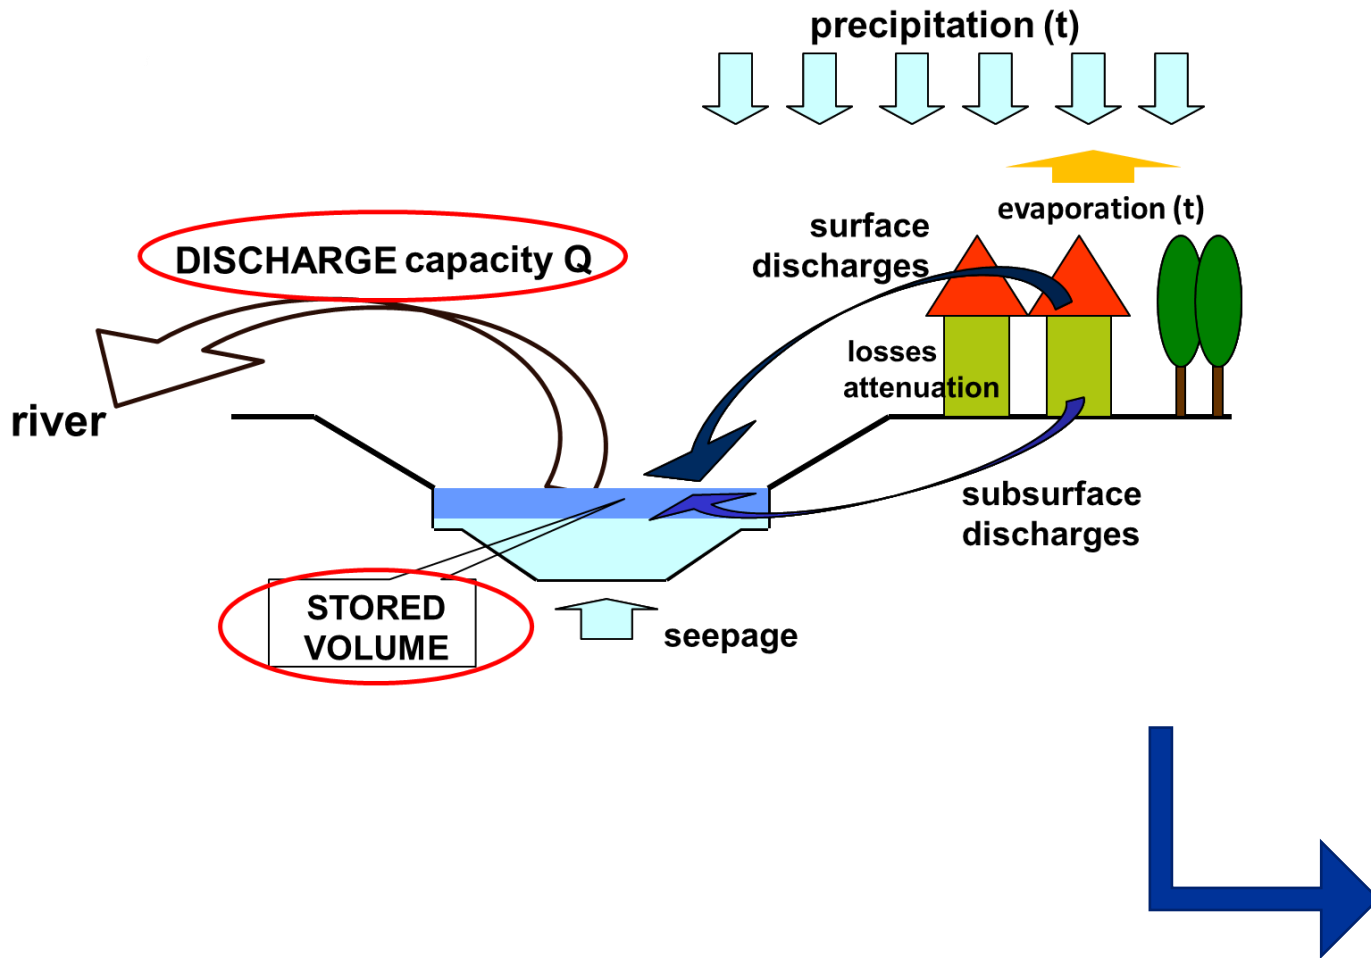 precipitation (t)
evaporation (t)
surface
discharges
DISCHARGE capacity Q
losses
attenuation
river
subsurface
discharges
STORED
VOLUME
seepage